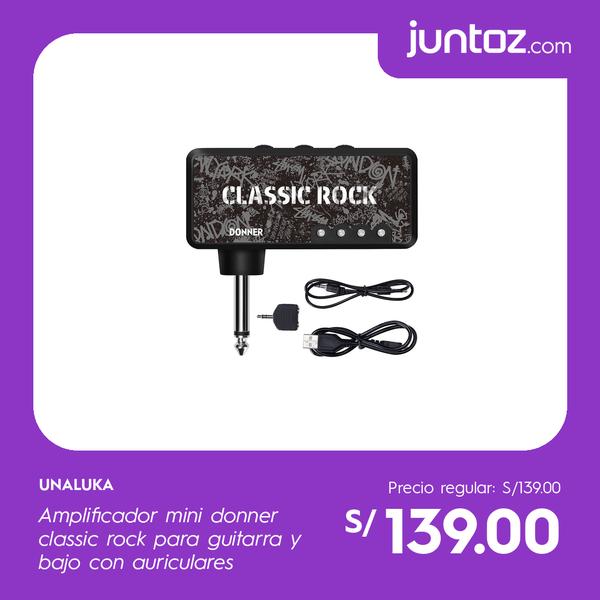 juntoz.com
CLASSIC ROCK
DONNER
UNALUKA
Amplificador mini donner
classic rock para guitarra y
bajo con auriculares
Precio regular: S/139.00
S/ 139.00